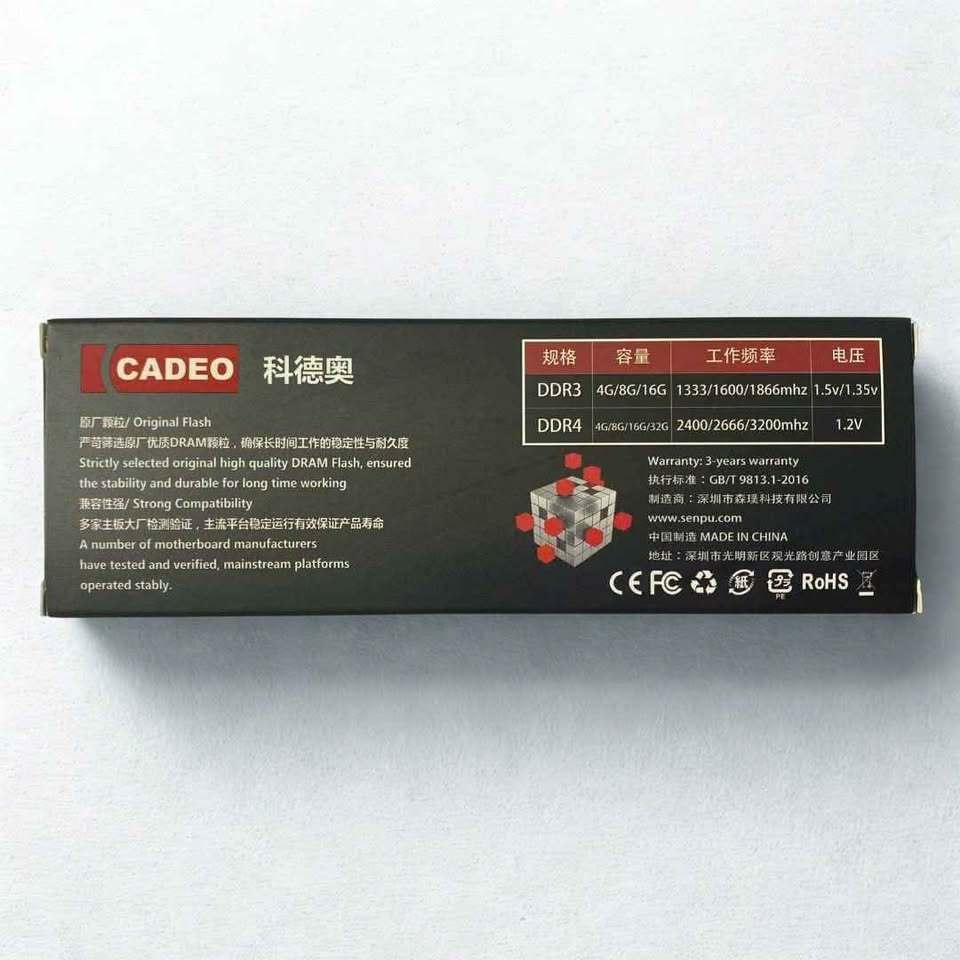 CADEO 科德奥
原厂颗粒/ Original Flash
严苛筛选原厂优质DRAM颗粒，确保长时间工作的稳定性与耐久度
Strictly selected original high quality DRAM Flash, ensured
the stability and durable for long time working
兼容性强/ Strong Compatibility
多家主板大厂检测验证，主流平台稳定运行有效保证产品寿命
A number of motherboard manufacturers
have tested and verified, mainstream platforms
operated stably.
规格 容量 工作频率 电压
DDR3 4G/8G/16G 1333/1600/1866mhz 1.5v/1.35v
DDR4 4G/8G/16G/32G 2400/2666/3200mhz 1.2V
Warranty: 3-years warranty
执行标准：GB/T 9813.1-2016
制造商：深圳市森璞科技有限公司
www.senpu.com
中国制造 MADE IN CHINA
地址：深圳市光明新区观光路创意产业园区
CE FC 紙 プラ PE RoHS